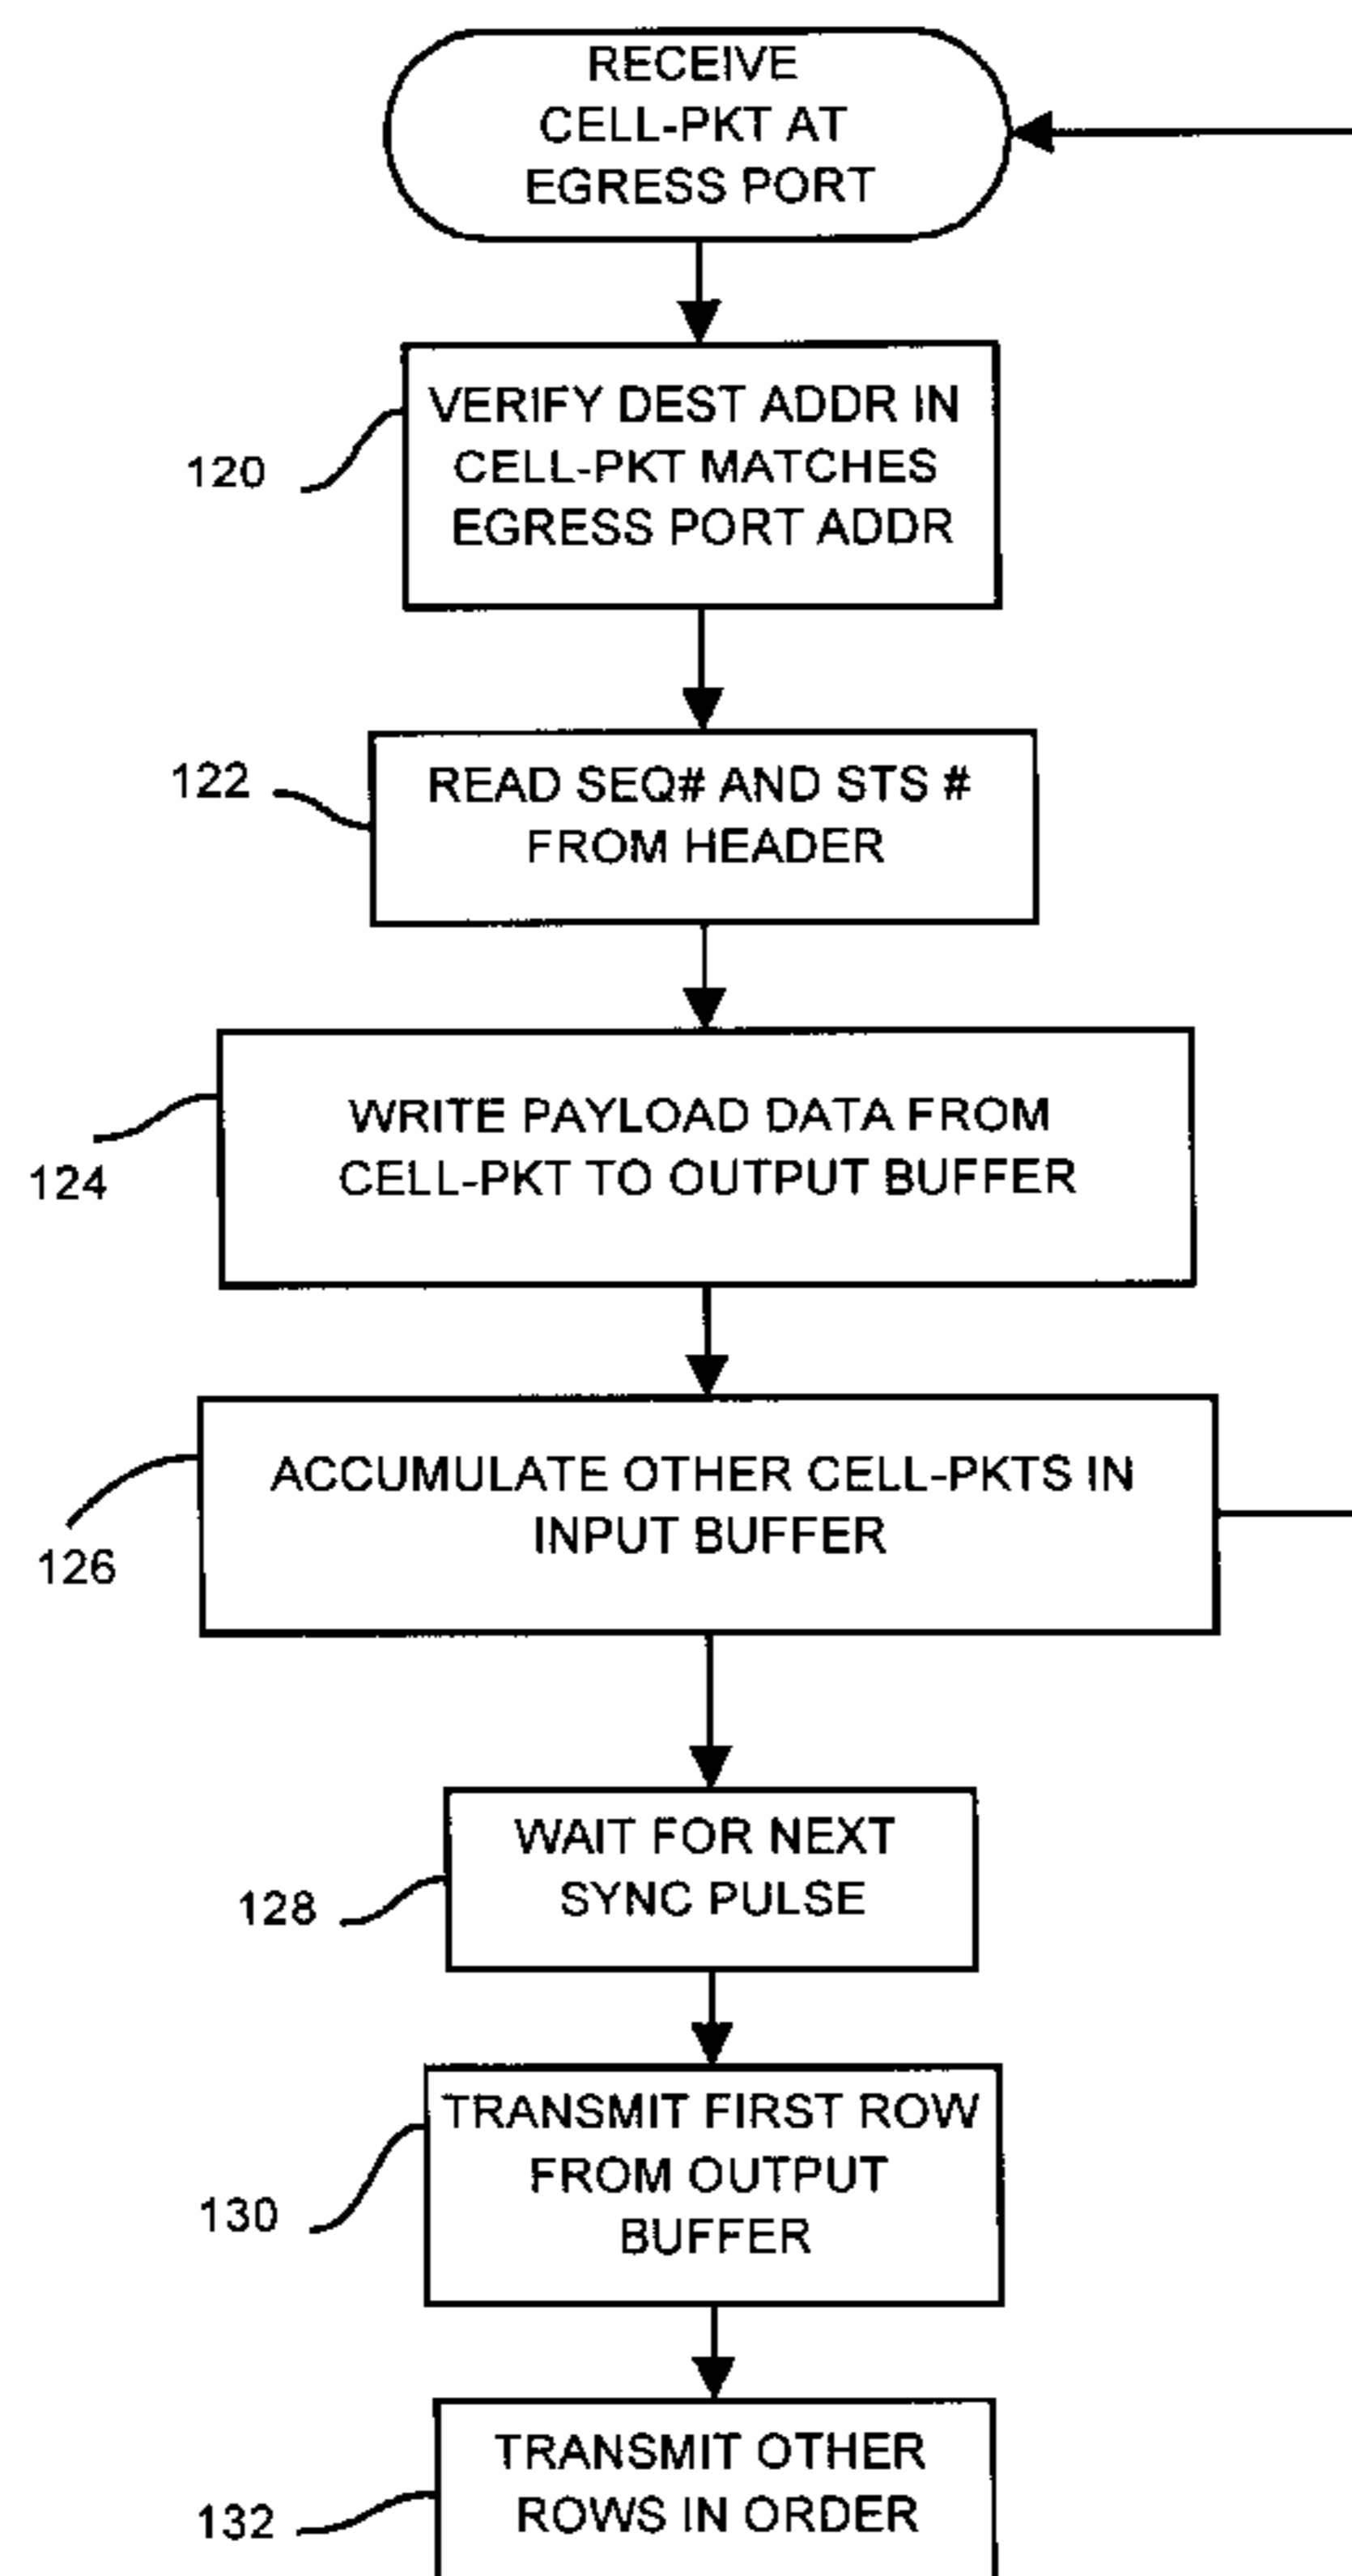 RECEIVE
CELL-PKT AT
EGRESS PORT
120
VERIFY DEST ADDR IN
CELL-PKT MATCHES
EGRESS PORT ADDR
122
READ SEQ# AND STS #
FROM HEADER
124
WRITE PAYLOAD DATA FROM
CELL-PKT TO OUTPUT BUFFER
126
ACCUMULATE OTHER CELL-PKTS IN
INPUT BUFFER
128
WAIT FOR NEXT
SYNC PULSE
130
TRANSMIT FIRST ROW
FROM OUTPUT
BUFFER
132
TRANSMIT OTHER
ROWS IN ORDER